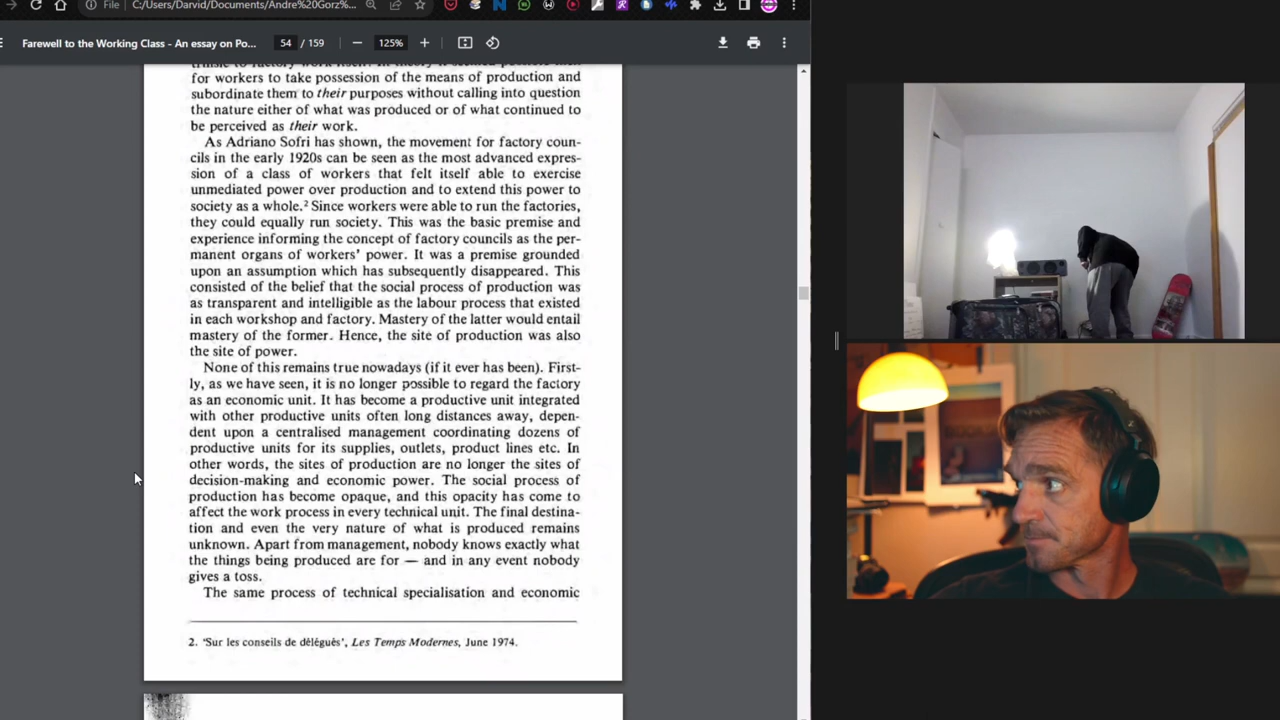 File
C:/Users/Darvid/Documents/Andre%20Gorz%...
Farewell to the Working Class - An essay on Po...
54 / 159
125%
for workers to take possession of the means of production and
subordinate them to their purposes without calling into question
the nature either of what was produced or of what continued to
be perceived as their work.
As Adriano Sofri has shown, the movement for factory coun-
cils in the early 1920s can be seen as the most advanced expres-
sion of a class of workers that felt itself able to exercise
unmediated power over production and to extend this power to
society as a whole.² Since workers were able to run the factories,
they could equally run society. This was the basic premise and
experience informing the concept of factory councils as the per-
manent organs of workers' power. It was a premise grounded
upon an assumption which has subsequently disappeared. This
consisted of the belief that the social process of production was
as transparent and intelligible as the labour process that existed
in each workshop and factory. Mastery of the latter would entail
mastery of the former. Hence, the site of production was also
the site of power.
None of this remains true nowadays (if it ever has been). First-
ly, as we have seen, it is no longer possible to regard the factory
as an economic unit. It has become a productive unit integrated
with other productive units often long distances away, depen-
dent upon a centralised management coordinating dozens of
productive units for its supplies, outlets, product lines etc. In
other words, the sites of production are no longer the sites of
decision-making and economic power. The social process of
production has become opaque, and this opacity has come to
affect the work process in every technical unit. The final destina-
tion and even the very nature of what is produced remains
unknown. Apart from management, nobody knows exactly what
the things being produced are for — and in any event nobody
gives a toss.
The same process of technical specialisation and economic
2. 'Sur les conseils de délégués', Les Temps Modernes, June 1974.